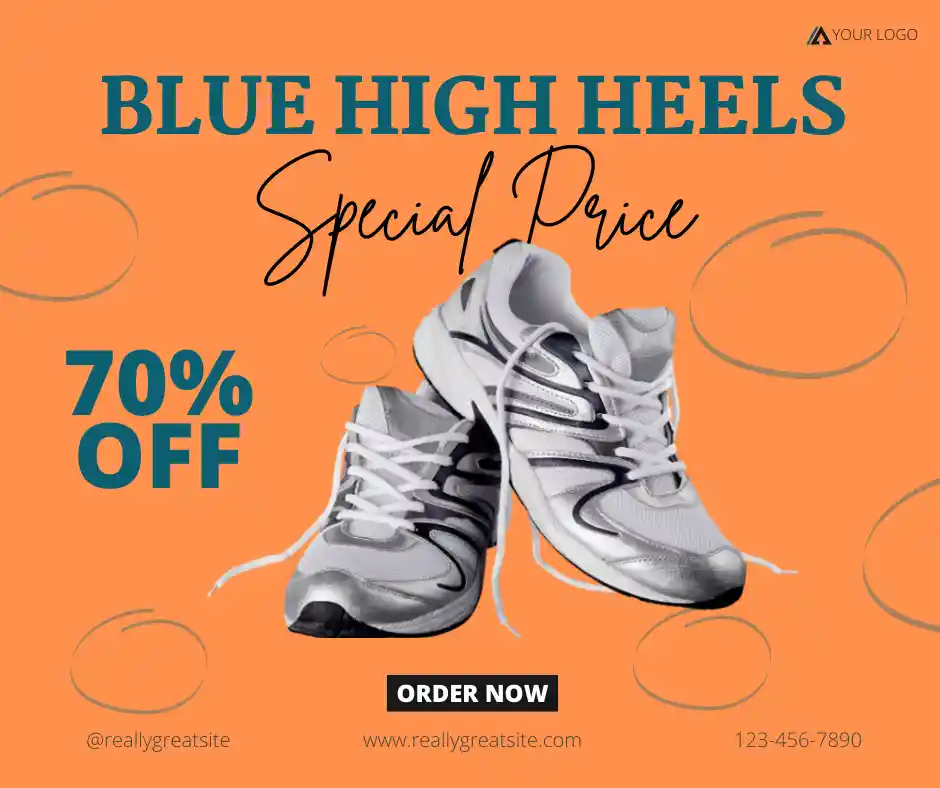 YOUR LOGO
BLUE HIGH HEELS
Special Price
70%
OFF
ORDER NOW
@reallygreatsite
www.reallygreatsite.com
123-456-7890